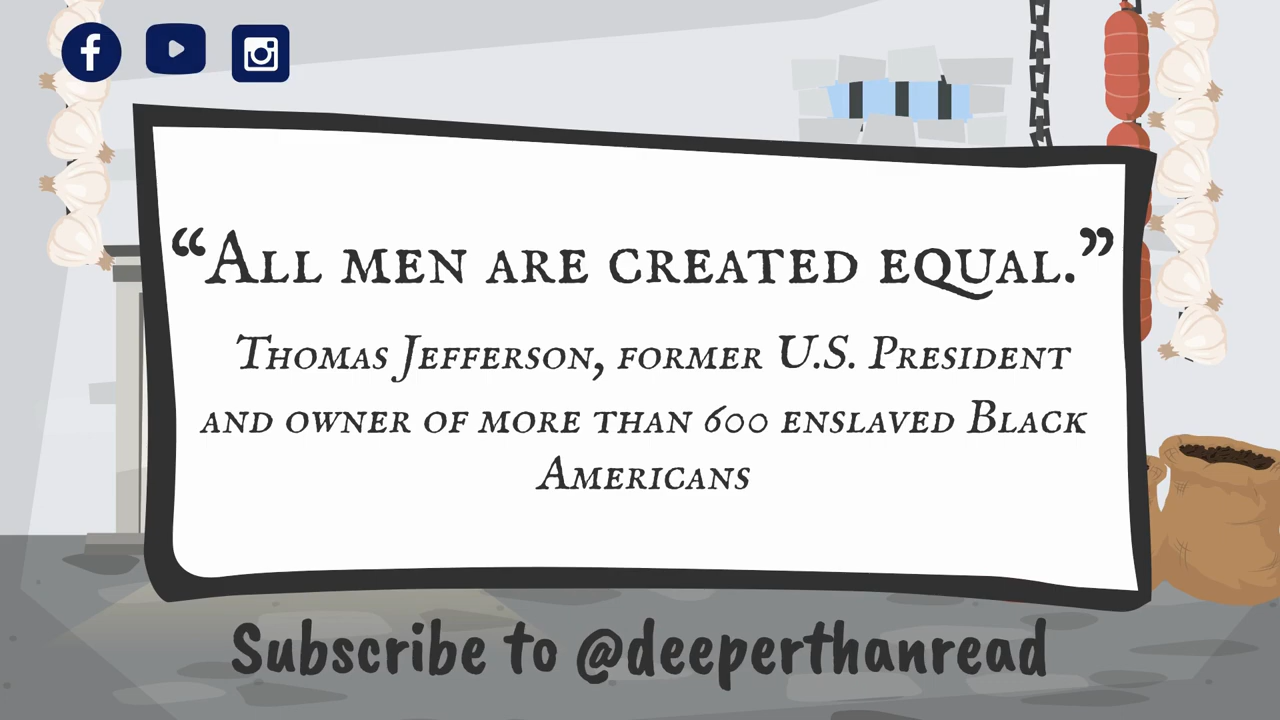 “All men are created equal.”
Thomas Jefferson, former U.S. President
and owner of more than 600 enslaved Black
Americans
Subscribe to @deeperthanread